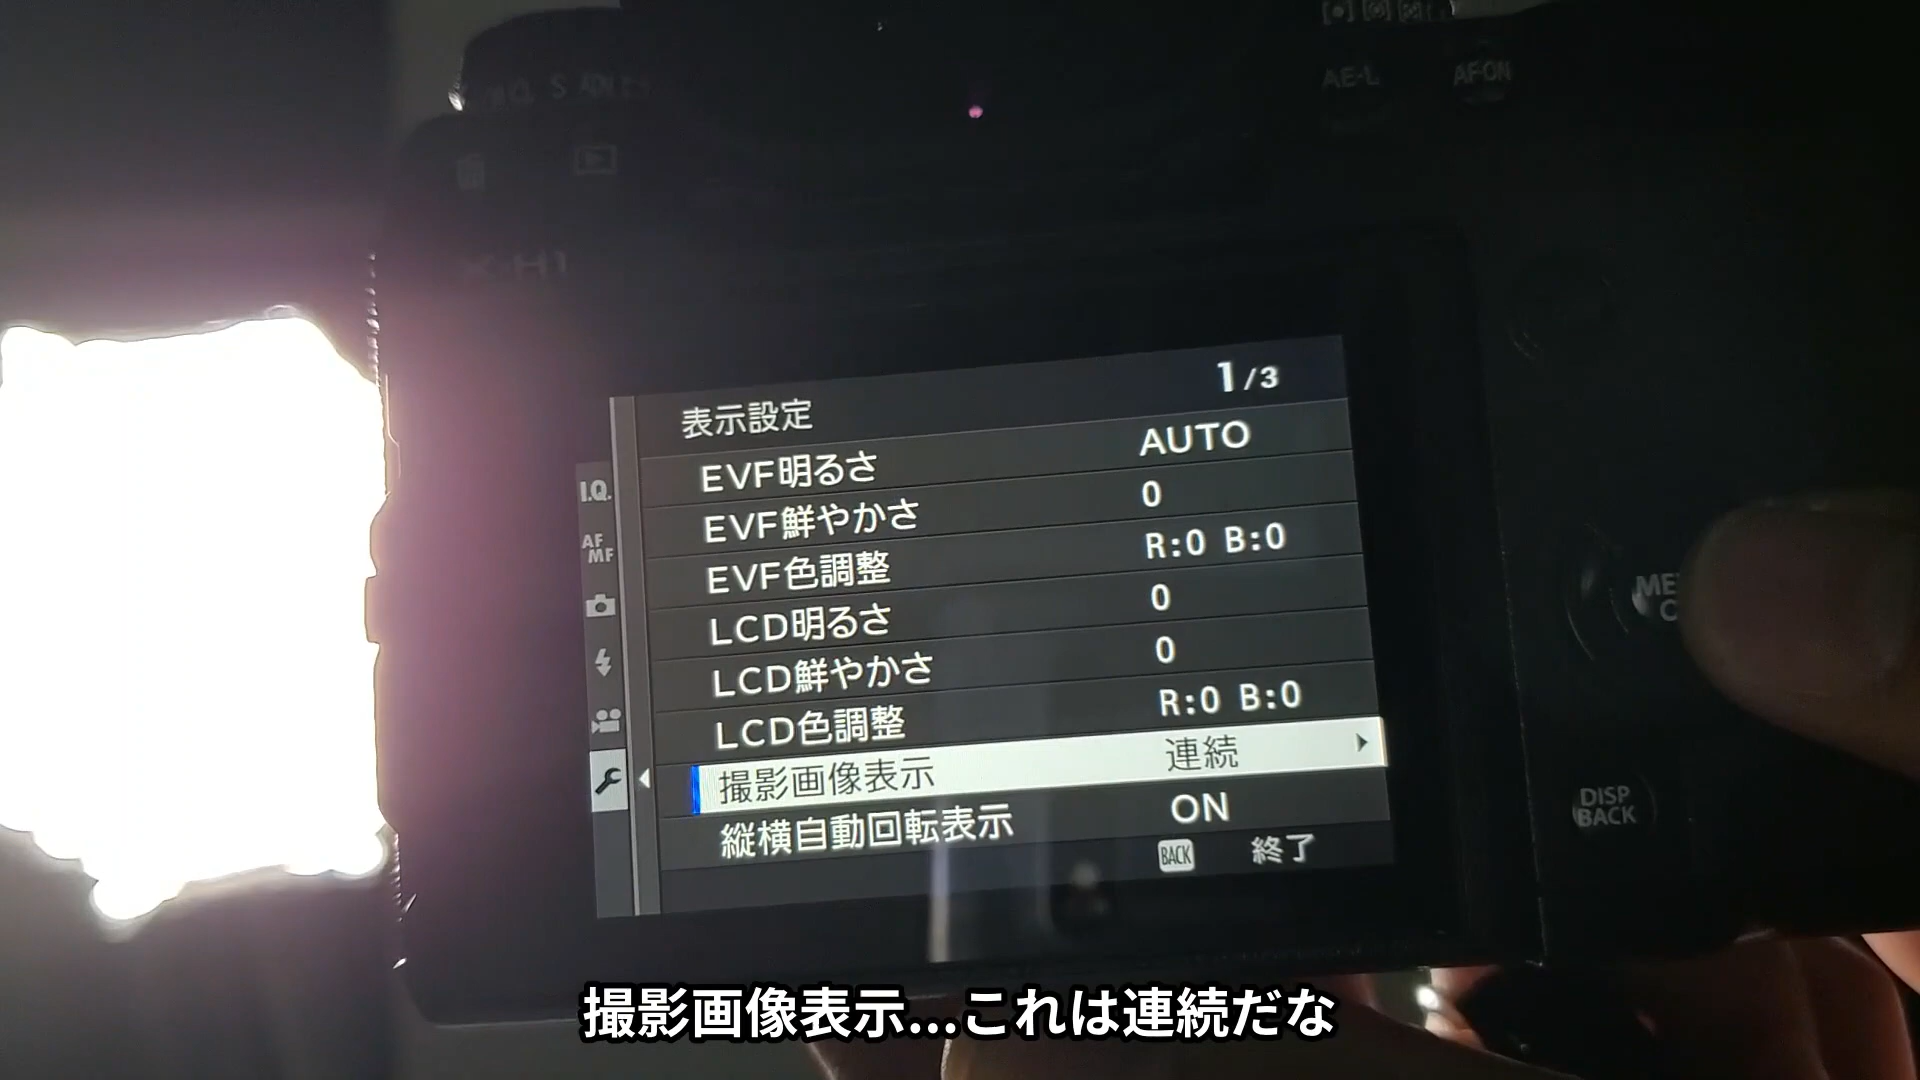 AE-L
AF-ON
X-H1
表示設定 1/3
EVF明るさ AUTO
EVF鮮やかさ 0
EVF色調整 R:0 B:0
LCD明るさ 0
LCD鮮やかさ 0
LCD色調整 R:0 B:0
撮影画像表示 連続
縦横自動回転表示 ON
BACK 終了
I.Q.
AF
MF
DISP
BACK
撮影画像表示...これは連続だな